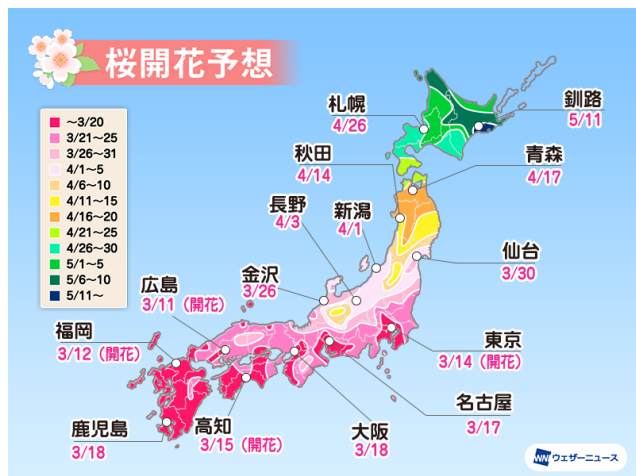 桜開花予想
～3/20
3/21～25
3/26～31
4/1～5
4/6～10
4/11～15
4/16～20
4/21～25
4/26～30
5/1～5
5/6～10
5/11～
札幌
4/26
釧路
5/11
秋田
4/14
青森
4/17
長野
4/3
新潟
4/1
仙台
3/30
金沢
3/26
広島
3/11（開花）
福岡
3/12（開花）
東京
3/14（開花）
名古屋
3/17
鹿児島
3/18
高知
3/15（開花）
大阪
3/18
WN ウェザーニュース